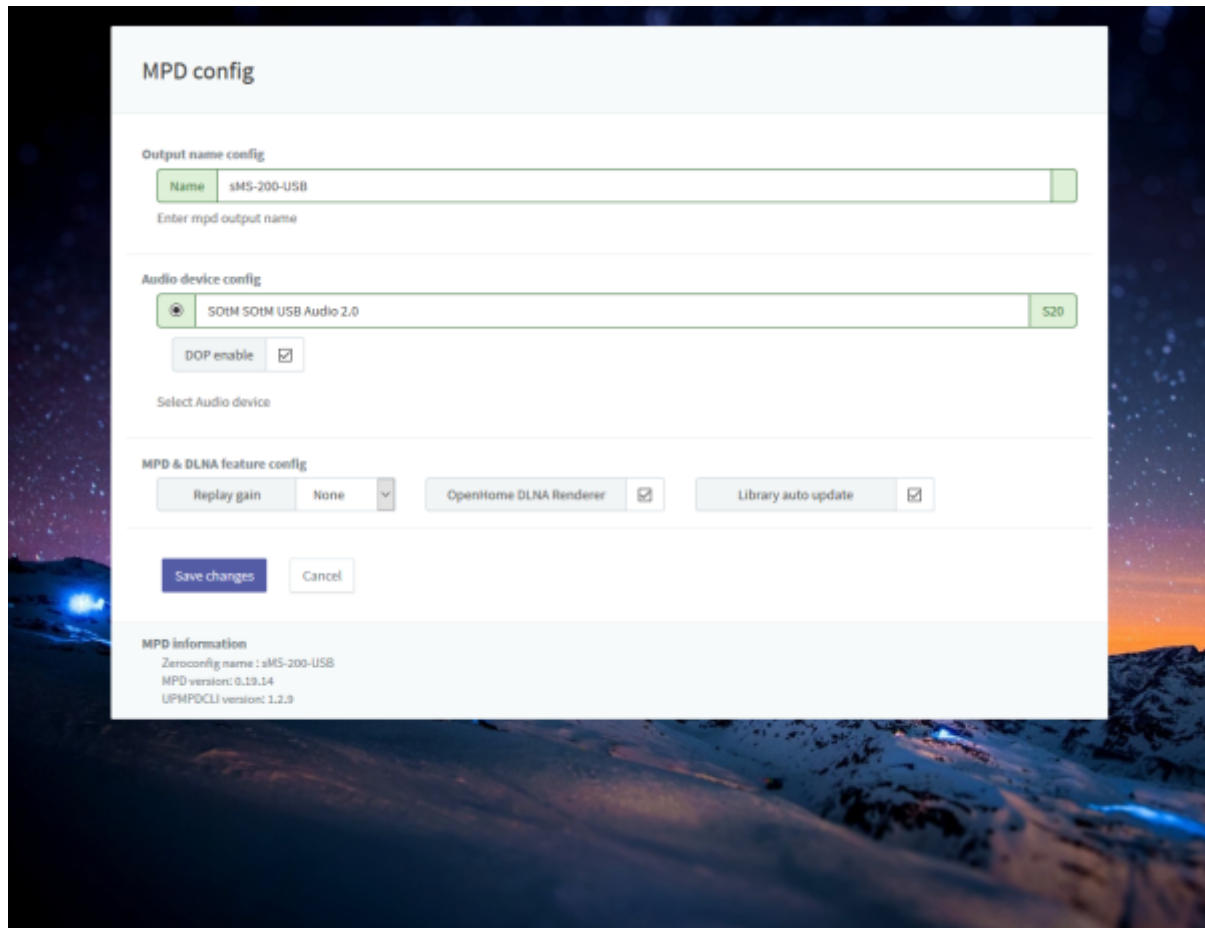 MPD config
Output name config
Name sMS-200-USB
Enter mpd output name
Audio device config
SOtM SOtM USB Audio 2.0 S20
DOP enable
Select Audio device
MPD & DLNA feature config
Replay gain None OpenHome DLNA Renderer Library auto update
Save changes Cancel
MPD information
Zeroconfig name : sMS-200-USB
MPD version: 0.19.14
UPMPDCLI version: 1.2.9